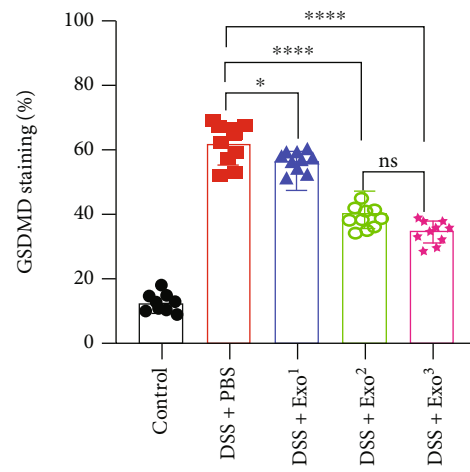 ****
100
****
80
*
60
ns
40
20
0
GSDMD staining (%)
Control
DSS + PBS
DSS + Exo¹
DSS + Exo²
DSS + Exo³